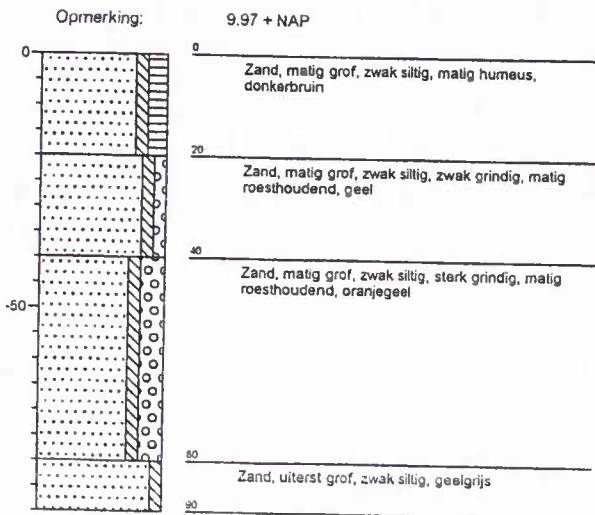 Opmerking: 9.97 + NAP
0
0
Zand, matig grof, zwak siltig, matig humeus,
donkerbruin
20
Zand, matig grof, zwak siltig, zwak grindig, matig
roesthoudend, geel
40
Zand, matig grof, zwak siltig, sterk grindig, matig
roesthoudend, oranjegeel
-50
80
Zand, uiterst grof, zwak siltig, geelgrijs
90